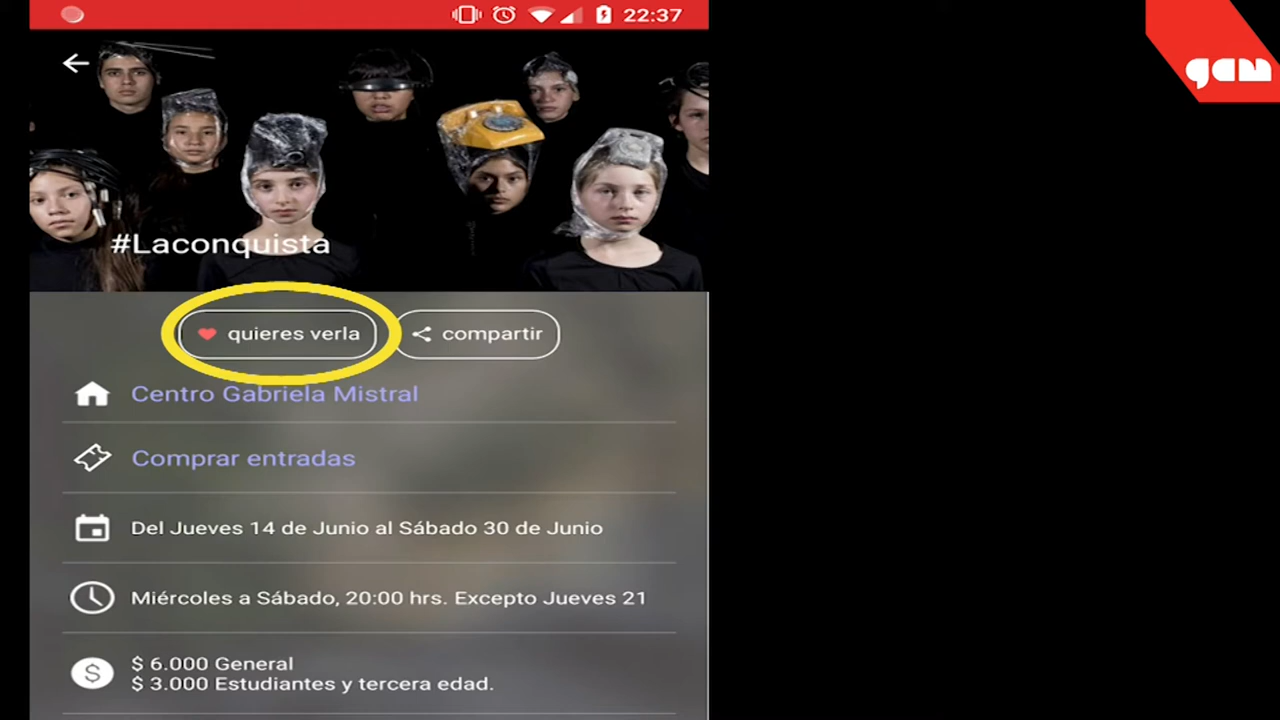 22:37
gam
#Laconquista
quieres verla
compartir
Centro Gabriela Mistral
Comprar entradas
Del Jueves 14 de Junio al Sábado 30 de Junio
Miércoles a Sábado, 20:00 hrs. Excepto Jueves 21
$ 6.000 General
$ 3.000 Estudiantes y tercera edad.